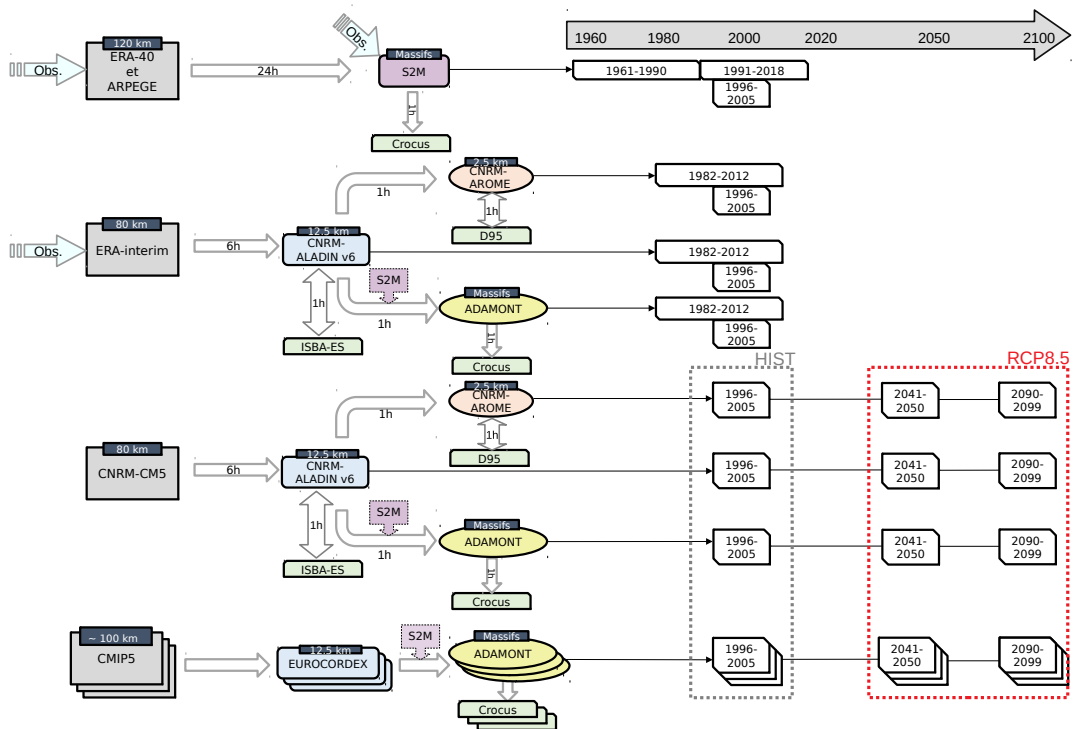 1960 1980 2000 2020 2050 2100
Obs.
120 km
ERA-40
et
ARPEGE
Obs.
24h
Massifs
S2M
1h
Crocus
1961-1990
1991-2018
1996-
2005
Obs.
80 km
ERA-interim
6h
12.5 km
CNRM-
ALADIN v6
1h
ISBA-ES
1h
2.5 km
CNRM-
AROME
1h
D95
S2M
1h
Massifs
ADAMONT
1h
Crocus
1982-2012
1996-
2005
1982-2012
1996-
2005
1982-2012
1996-
2005
HIST
RCP8.5
80 km
CNRM-CM5
6h
12.5 km
CNRM-
ALADIN v6
1h
ISBA-ES
1h
2.5 km
CNRM-
AROME
1h
D95
S2M
1h
Massifs
ADAMONT
1h
Crocus
1996-
2005
2041-
2050
2090-
2099
1996-
2005
2041-
2050
2090-
2099
1996-
2005
2041-
2050
2090-
2099
~ 100 km
CMIP5
12.5 km
EUROCORDEX
S2M
Massifs
ADAMONT
Crocus
1996-
2005
2041-
2050
2090-
2099